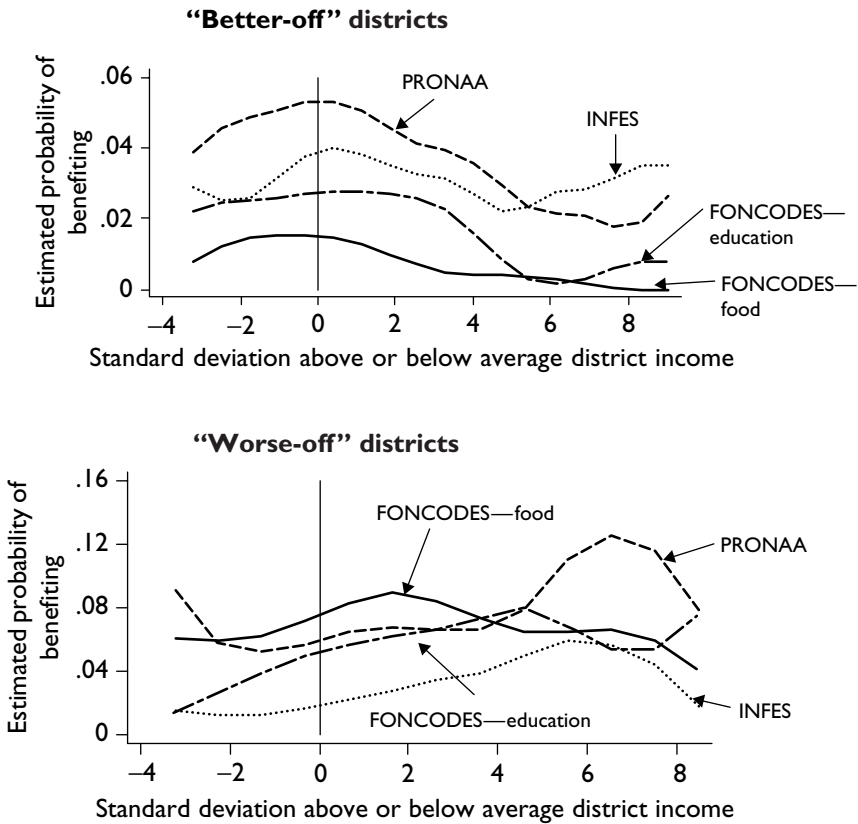 “Better-off” districts
Estimated probability of
benefiting
.06
.04
.02
0
PRONAA
INFES
FONCODES—
education
FONCODES—
food
–4 –2 0 2 4 6 8
Standard deviation above or below average district income
“Worse-off” districts
Estimated probability of
benefiting
.16
.12
.08
.04
0
FONCODES—food
PRONAA
FONCODES—education
INFES
–4 –2 0 2 4 6 8
Standard deviation above or below average district income